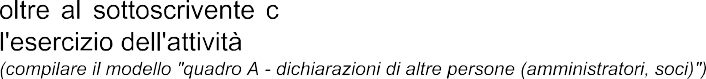 oltre al sottoscrivente c
l'esercizio dell'attività
(compilare il modello "quadro A - dichiarazioni di altre persone (amministratori, soci)")